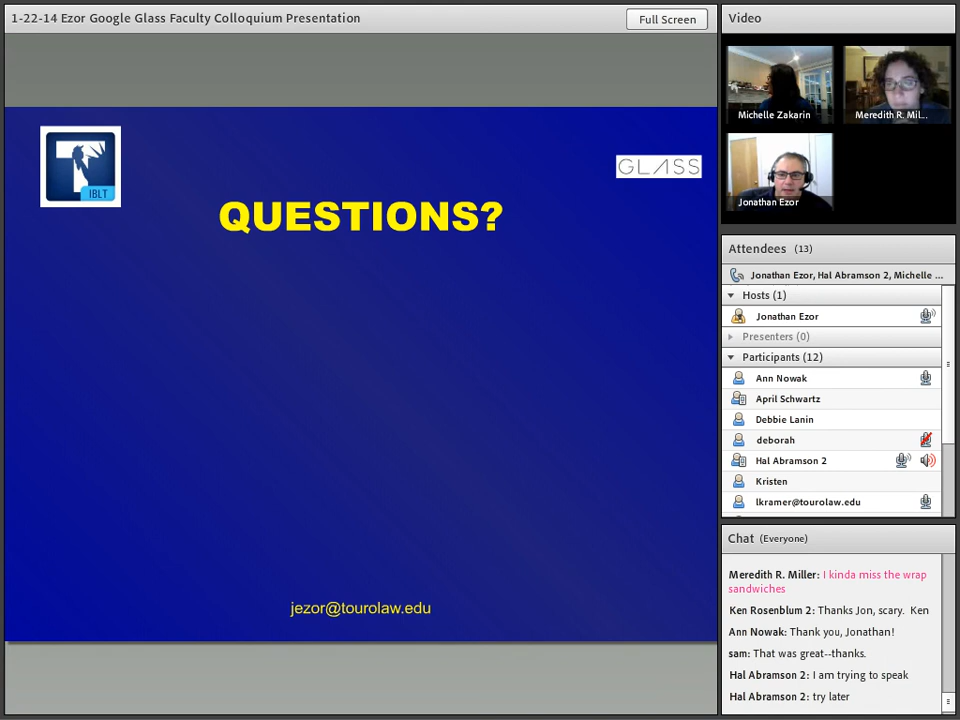 1-22-14 Ezor Google Glass Faculty Colloquium Presentation
Full Screen
T
IBLT
GLASS
QUESTIONS?
jezor@tourolaw.edu
Video
Michelle Zakarin
Meredith R. Mil...
Jonathan Ezor
Attendees (13)
Jonathan Ezor, Hal Abramson 2, Michelle ...
Hosts (1)
Jonathan Ezor
Presenters (0)
Participants (12)
Ann Nowak
April Schwartz
Debbie Lanin
deborah
Hal Abramson 2
Kristen
lkramer@tourolaw.edu
Chat (Everyone)
Meredith R. Miller: I kinda miss the wrap
sandwiches
Ken Rosenblum 2: Thanks Jon, scary. Ken
Ann Nowak: Thank you, Jonathan!
sam: That was great--thanks.
Hal Abramson 2: I am trying to speak
Hal Abramson 2: try later